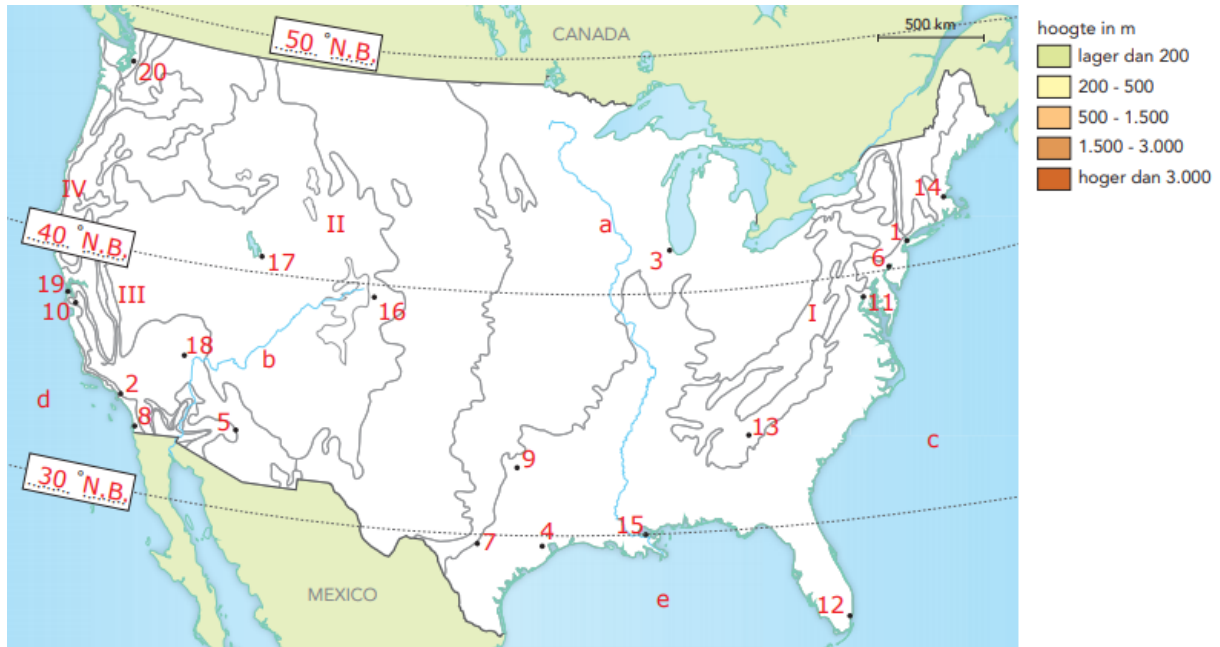 50 °N.B.
CANADA
500 km
hoogte in m
lager dan 200
200 - 500
500 - 1.500
1.500 - 3.000
hoger dan 3.000
20
IV
II
a
14
40 °N.B.
1
3
6
17
19
III
10
16
I
11
18
b
2
d
8
5
13
c
9
30 °N.B.
15
7
4
MEXICO
e
12